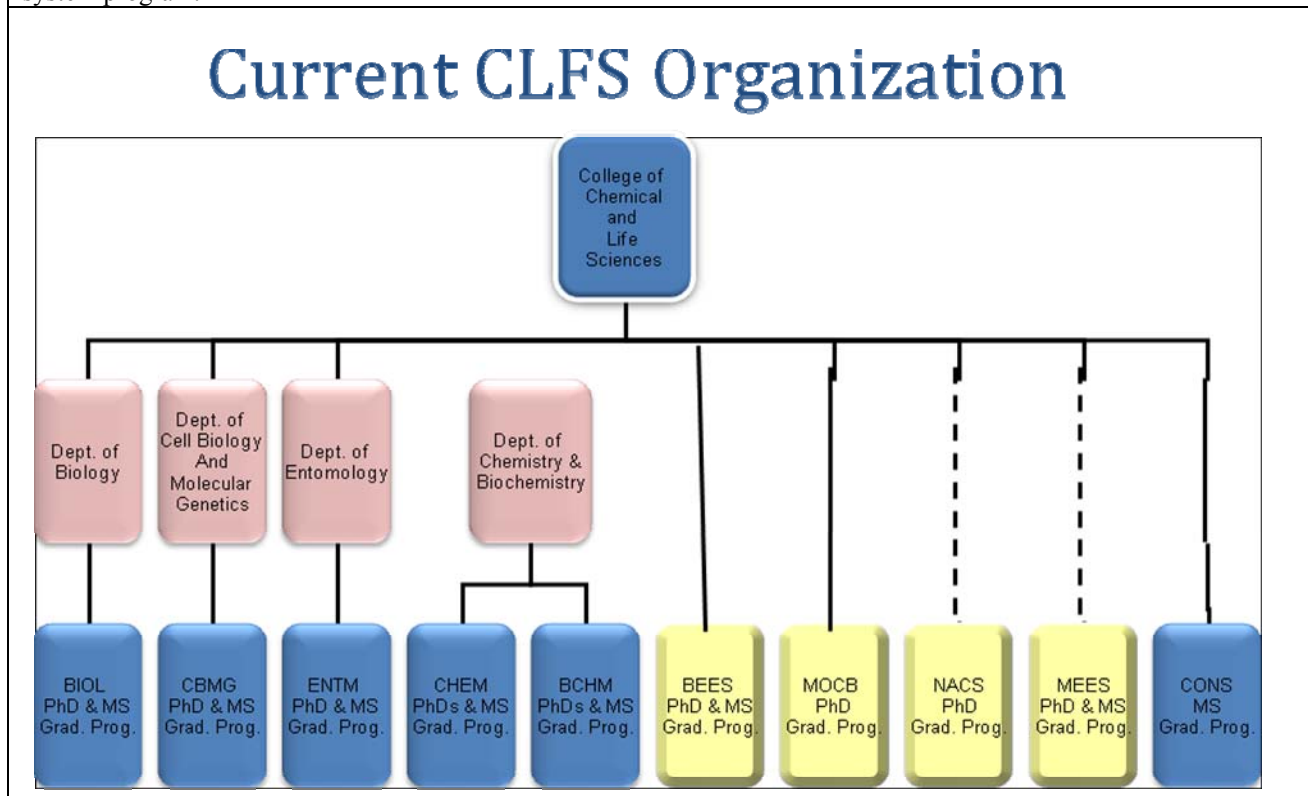 Current CLFS Organization
College of
Chemical
and
Life
Sciences
Dept. of
Biology
Dept. of
Cell Biology
And
Molecular
Genetics
Dept. of
Entomology
Dept. of
Chemistry &
Biochemistry
BIOL
PhD & MS
Grad. Prog.
CBMG
PhD & MS
Grad. Prog.
ENTM
PhD & MS
Grad. Prog.
CHEM
PhDs & MS
Grad. Prog.
BCHM
PhDs & MS
Grad. Prog.
BEES
PhD & MS
Grad. Prog.
MOCB
PhD
Grad. Prog.
NACS
PhD
Grad. Prog.
MEES
PhD & MS
Grad. Prog.
CONS
MS
Grad. Prog.